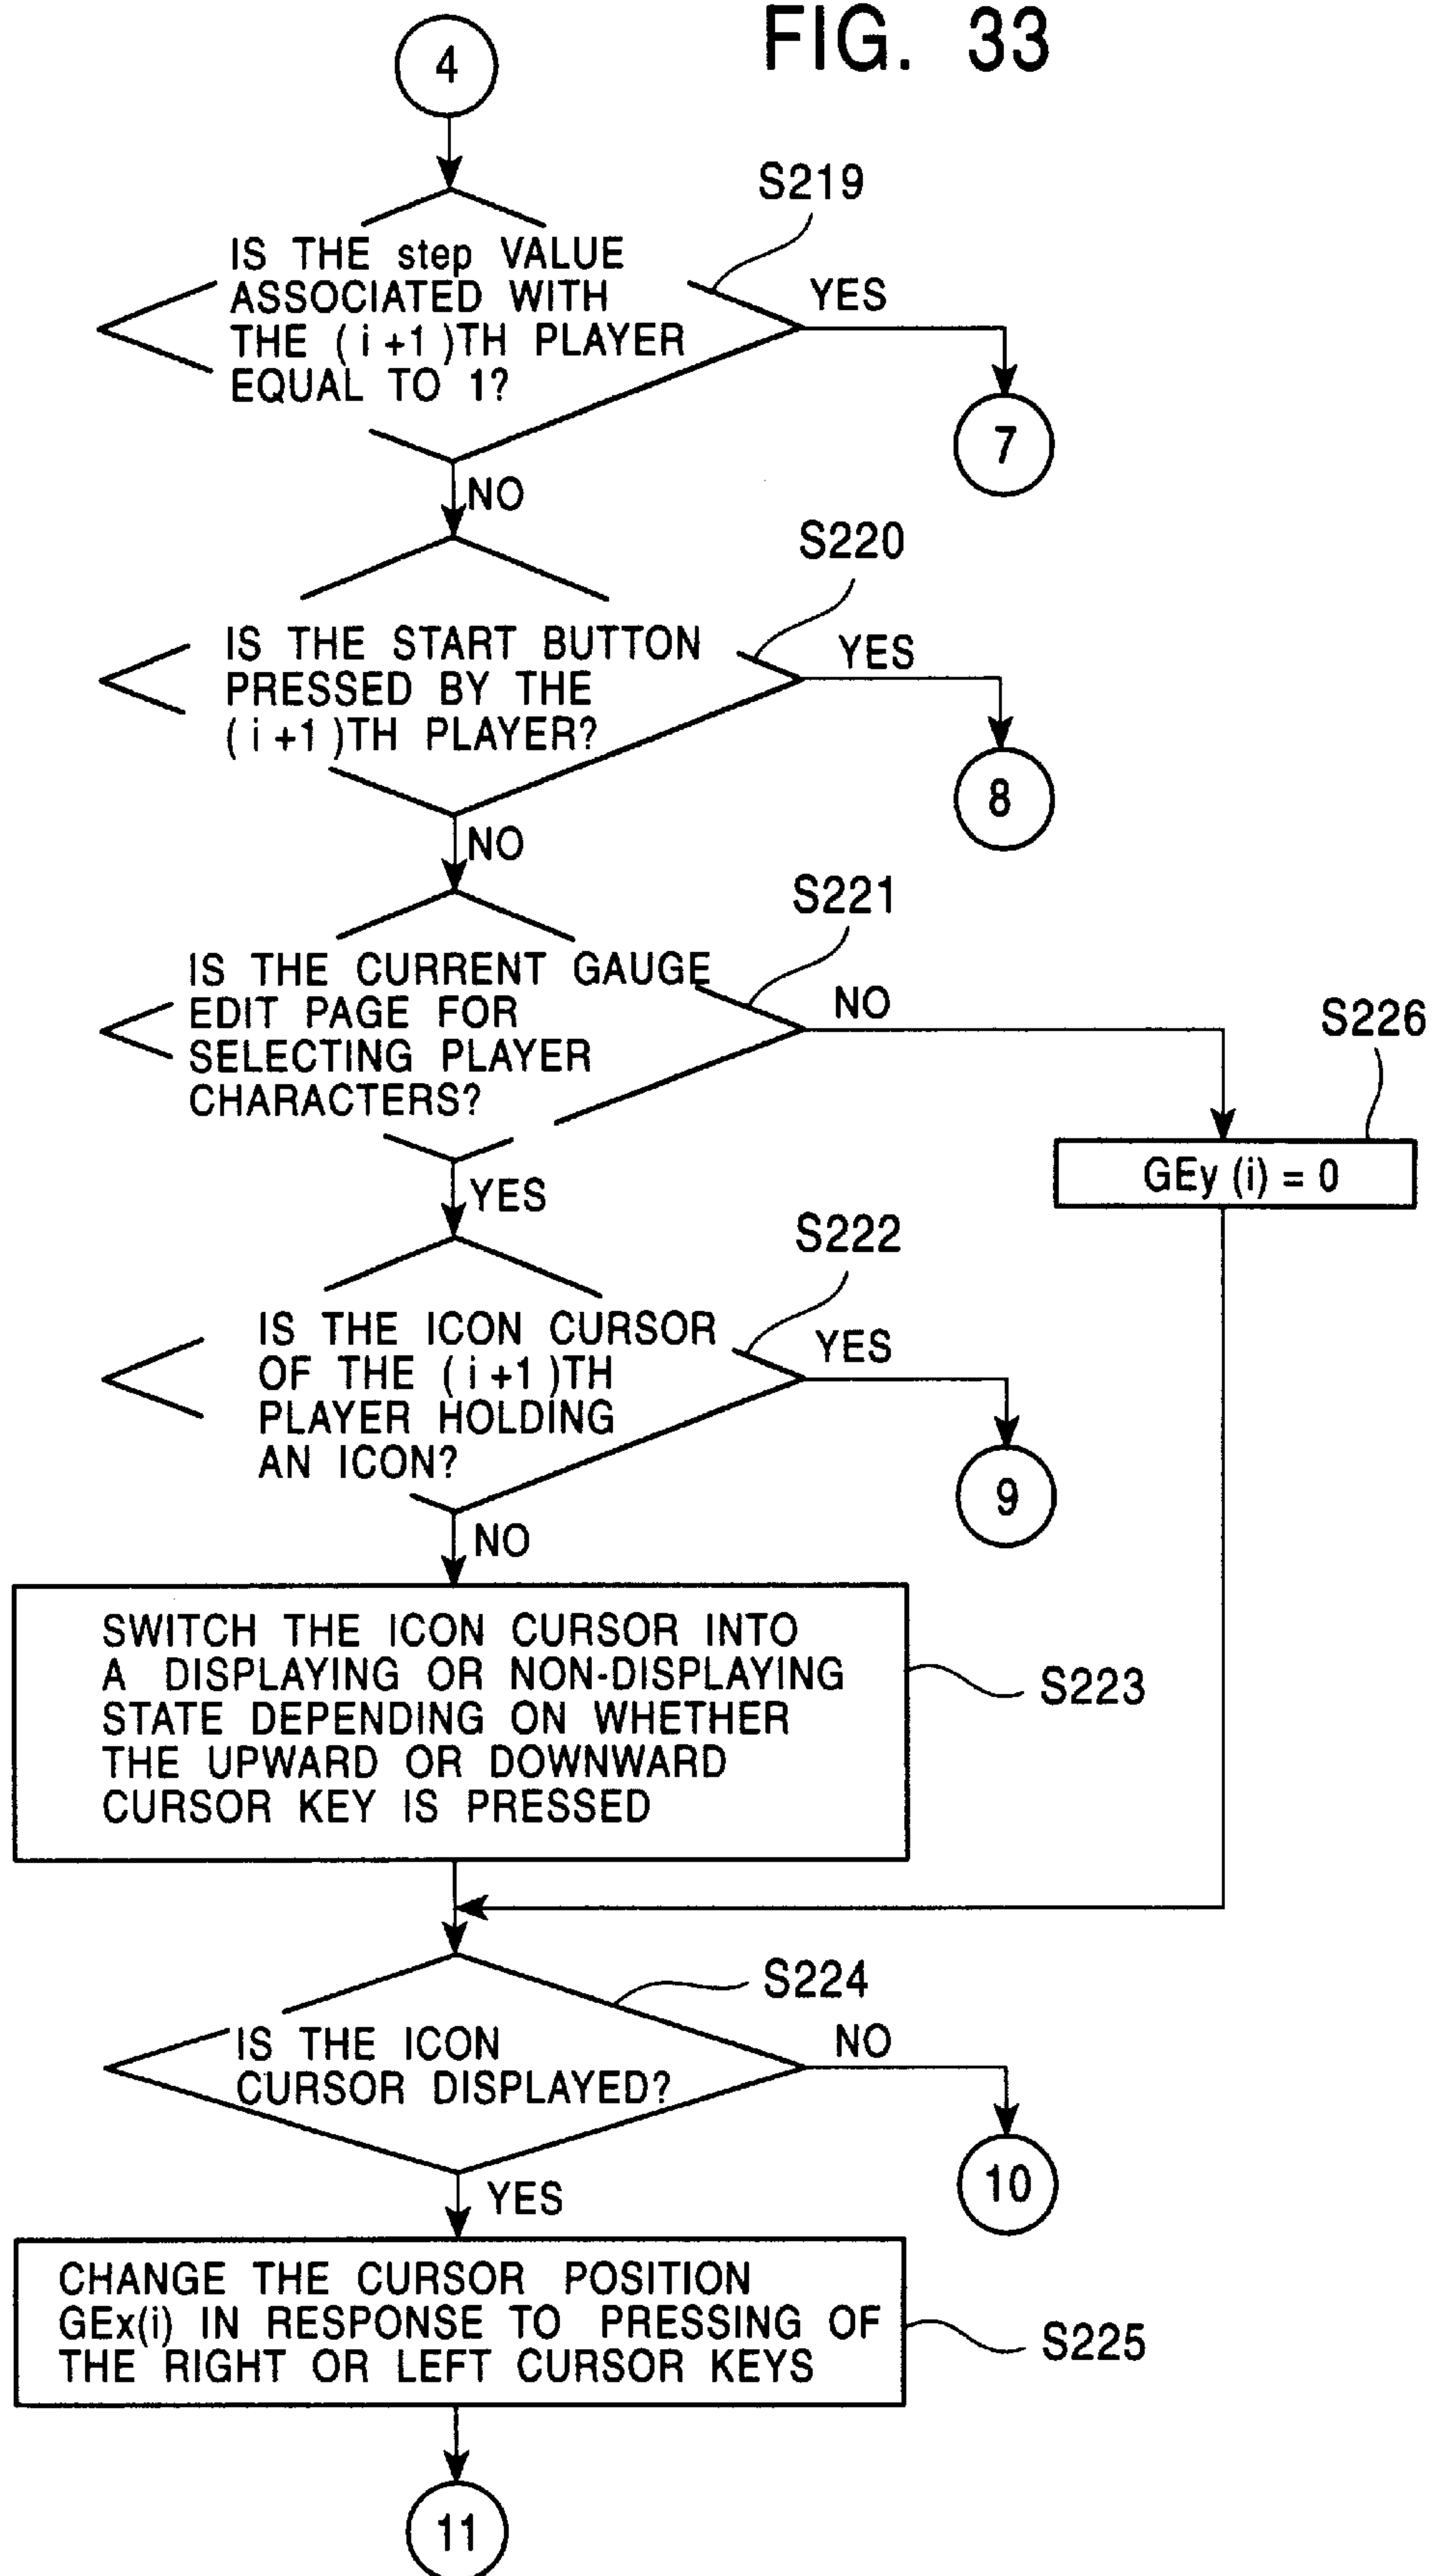 FIG. 33
4
S219
IS THE step VALUE
ASSOCIATED WITH
THE (i+1)TH PLAYER
EQUAL TO 1?
YES
7
NO
S220
IS THE START BUTTON
PRESSED BY THE
(i+1)TH PLAYER?
YES
8
NO
S221
IS THE CURRENT GAUGE
EDIT PAGE FOR
SELECTING PLAYER
CHARACTERS?
NO
S226
GEy (i) = 0
YES
S222
IS THE ICON CURSOR
OF THE (i+1)TH
PLAYER HOLDING
AN ICON?
YES
9
NO
SWITCH THE ICON CURSOR INTO
A DISPLAYING OR NON-DISPLAYING
STATE DEPENDING ON WHETHER
THE UPWARD OR DOWNWARD
CURSOR KEY IS PRESSED
S223
S224
IS THE ICON
CURSOR DISPLAYED?
NO
10
YES
CHANGE THE CURSOR POSITION
GEx(i) IN RESPONSE TO PRESSING OF
THE RIGHT OR LEFT CURSOR KEYS
S225
11